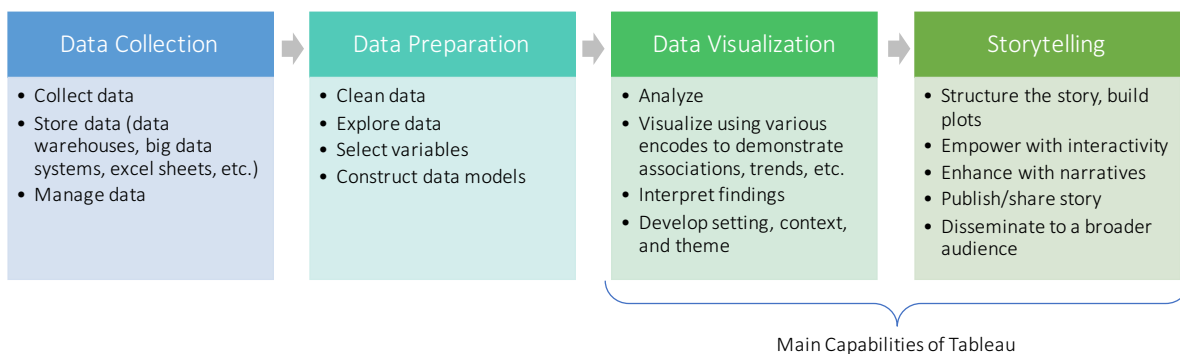 Data Collection
• Collect data
• Store data (data
warehouses, big data
systems, excel sheets, etc.)
• Manage data
Data Preparation
• Clean data
• Explore data
• Select variables
• Construct data models
Data Visualization
• Analyze
• Visualize using various
encodes to demonstrate
associations, trends, etc.
• Interpret findings
• Develop setting, context,
and theme
Storytelling
• Structure the story, build
plots
• Empower with interactivity
• Enhance with narratives
• Publish/share story
• Disseminate to a broader
audience
Main Capabilities of Tableau